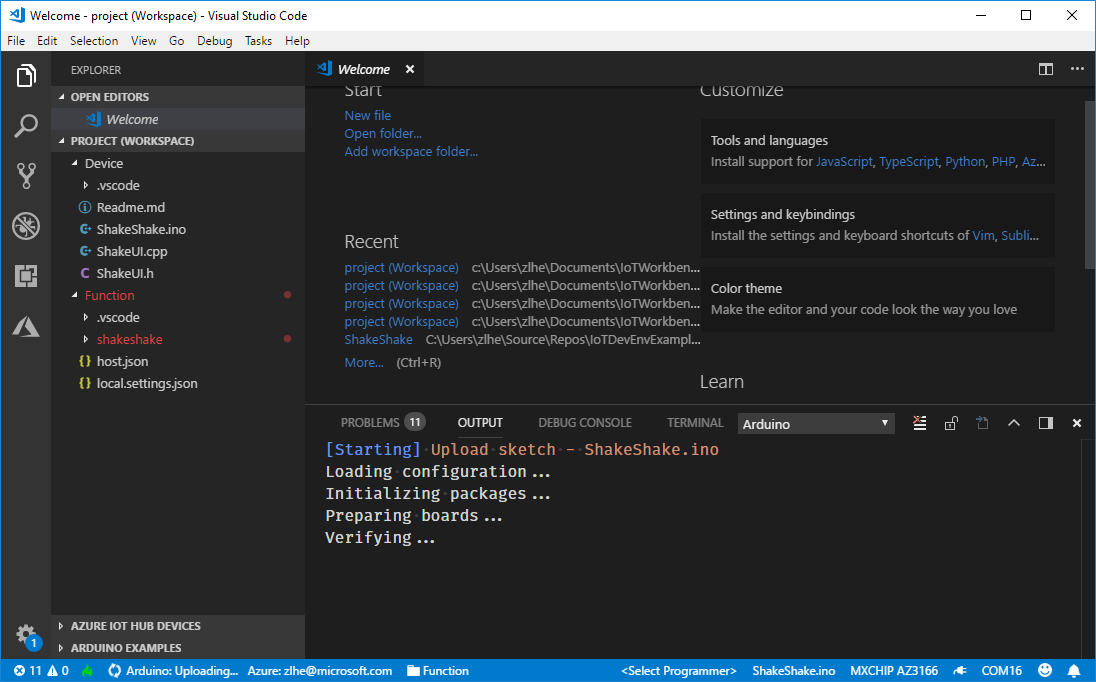 Welcome - project (Workspace) - Visual Studio Code
File Edit Selection View Go Debug Tasks Help
EXPLORER
OPEN EDITORS
Welcome
PROJECT (WORKSPACE)
Device
.vscode
Readme.md
ShakeShake.ino
ShakeUI.cpp
ShakeUI.h
Function
.vscode
shakeshake
host.json
local.settings.json
AZURE IOT HUB DEVICES
ARDUINO EXAMPLES
1
Welcome
Start
New file
Open folder...
Add workspace folder...
Recent
project (Workspace) c:\Users\zlhe\Documents\IoTWorkben...
project (Workspace) c:\Users\zlhe\Documents\IoTWorkben...
project (Workspace) c:\Users\zlhe\Documents\IoTWorkben...
project (Workspace) c:\Users\zlhe\Documents\IoTWorkben...
ShakeShake C:\Users\zlhe\Source\Repos\IoTDevEnvExampl...
More... (Ctrl+R)
Customize
Tools and languages
Install support for JavaScript, TypeScript, Python, PHP, Az...
Settings and keybindings
Install the settings and keyboard shortcuts of Vim, Subli...
Color theme
Make the editor and your code look the way you love
Learn
PROBLEMS 11 OUTPUT DEBUG CONSOLE TERMINAL Arduino
[Starting] Upload sketch - ShakeShake.ino
Loading configuration...
Initializing packages...
Preparing boards...
Verifying...
11 0 Arduino: Uploading... Azure: zlhe@microsoft.com Function <Select Programmer> ShakeShake.ino MXCHIP AZ3166 COM16